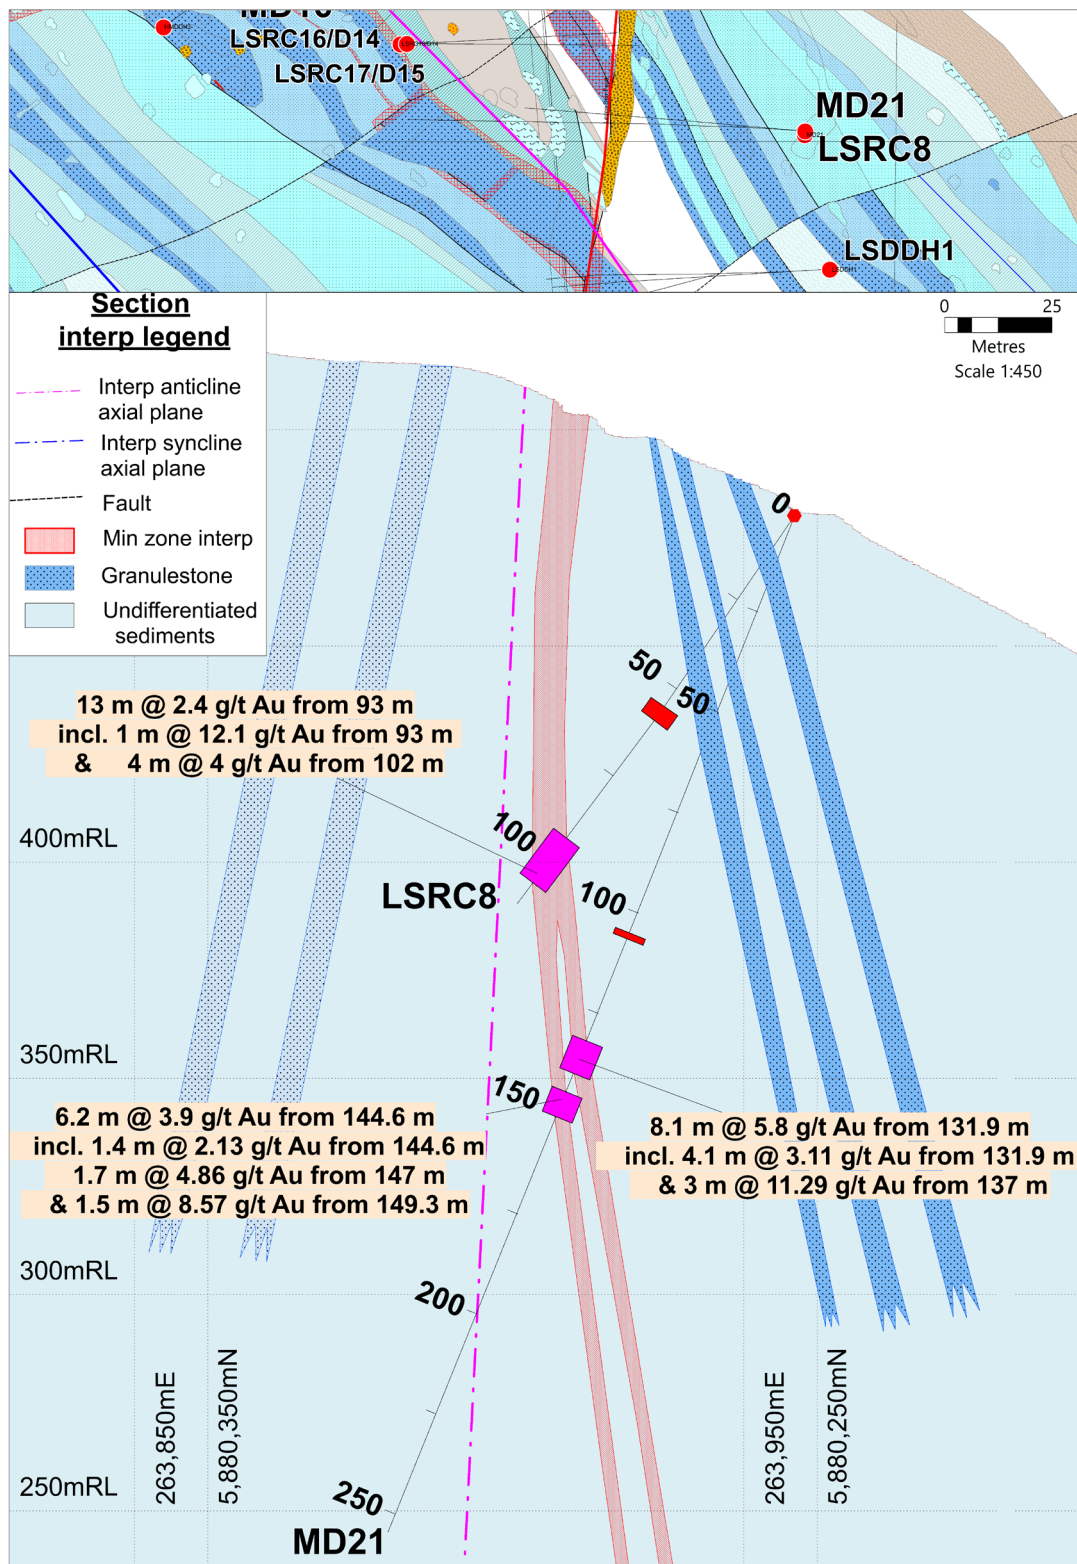 MD16
LSRC16/D14
LSRC17/D15
MD21
MD21
LSRC8
LSDDH1
LSDDH1
Section
interp legend
Interp anticline
axial plane
Interp syncline
axial plane
Fault
Min zone interp
Granulestone
Undifferentiated
sediments
0 25
Metres
Scale 1:450
0
50
50
13 m @ 2.4 g/t Au from 93 m
incl. 1 m @ 12.1 g/t Au from 93 m
& 4 m @ 4 g/t Au from 102 m
400mRL
100
LSRC8
100
350mRL
150
6.2 m @ 3.9 g/t Au from 144.6 m
incl. 1.4 m @ 2.13 g/t Au from 144.6 m
1.7 m @ 4.86 g/t Au from 147 m
& 1.5 m @ 8.57 g/t Au from 149.3 m
8.1 m @ 5.8 g/t Au from 131.9 m
incl. 4.1 m @ 3.11 g/t Au from 131.9 m
& 3 m @ 11.29 g/t Au from 137 m
300mRL
200
263,850mE
5,880,350mN
263,950mE
5,880,250mN
250mRL
250
MD21